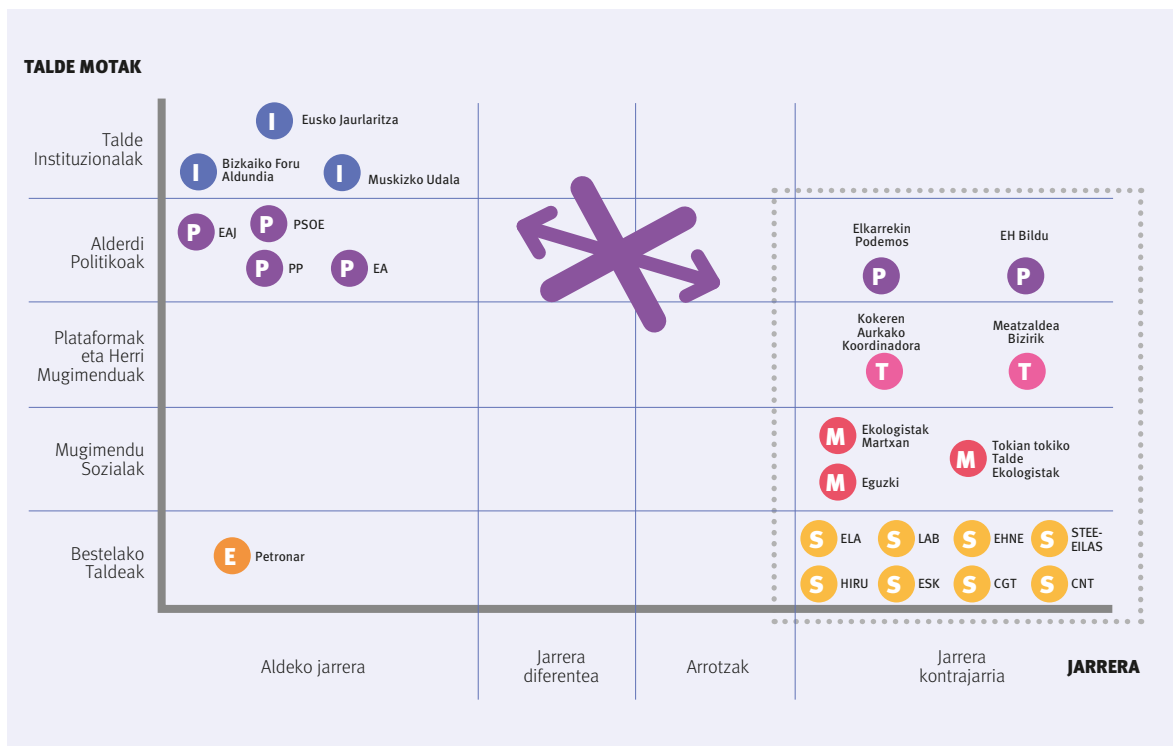 TALDE MOTAK
Talde
Instituzionalak
I
Eusko Jaurlaritza
I
Bizkaiko Foru
Aldundia
I
Muskizko Udala
Alderdi
Politikoak
P
EAJ
P
PSOE
P
PP
P
EA
Elkarrekin
Podemos
P
EH Bildu
P
Plataformak
eta Herri
Mugimenduak
Kokeren
Aurkako
Koordinadora
T
Meatzaldea
Bizirik
T
Mugimendu
Sozialak
M
Ekologistak
Martxan
M
Eguzki
M
Tokian tokiko
Talde
Ekologistak
Bestelako
Taldeak
E
Petronar
S
ELA
S
LAB
S
EHNE
S
STEE-
EILAS
S
HIRU
S
ESK
S
CGT
S
CNT
Aldeko jarrera
Jarrera
diferentea
Arrotzak
Jarrera
kontrajarria
JARRERA